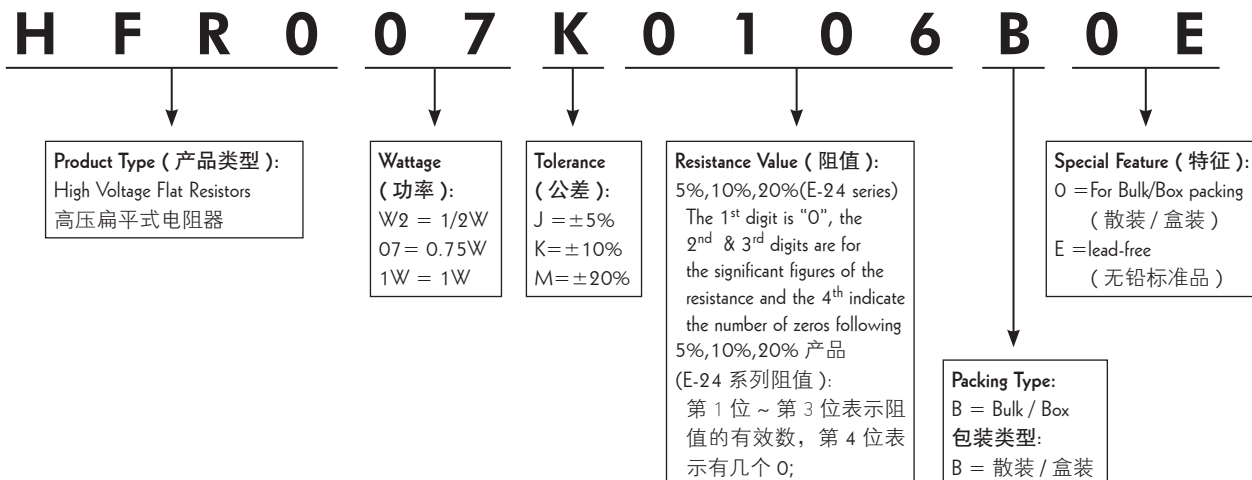 H F R 0 0 7 K 0 1 0 6 B 0 E
Product Type ( 产品类型 ):
High Voltage Flat Resistors
高压扁平式电阻器
Wattage
( 功率 ):
W2 = 1/2W
07= 0.75W
1W = 1W
Tolerance
( 公差 ):
J =±5%
K=±10%
M=±20%
Resistance Value ( 阻值 ):
5%,10%,20%(E-24 series)
The 1st digit is “0”, the
2nd & 3rd digits are for
the significant figures of the
resistance and the 4th indicate
the number of zeros following
5%,10%,20% 产品
(E-24 系列阻值 ):
第 1 位 ~ 第 3 位表示阻
值的有效数，第 4 位表
示有几个 0;
Packing Type:
B = Bulk / Box
包装类型:
B = 散装 / 盒装
Special Feature ( 特征 ):
0 =For Bulk/Box packing
( 散装 / 盒装 )
E =lead-free
( 无铅标准品 )